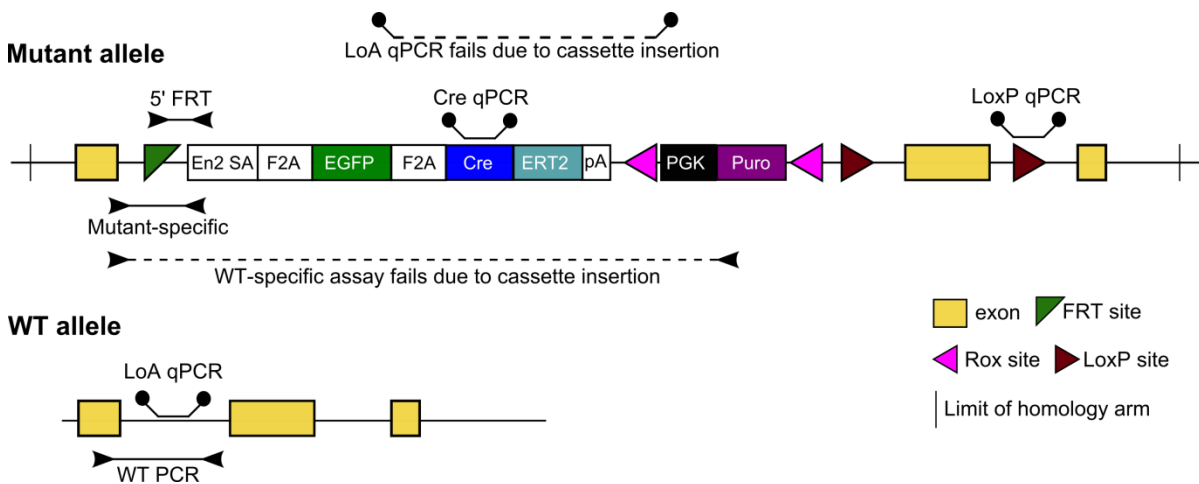 LoA qPCR fails due to cassette insertion
Mutant allele
5' FRT
Cre qPCR
LoxP qPCR
En2 SA F2A EGFP F2A Cre ERT2 pA PGK Puro
Mutant-specific
WT-specific assay fails due to cassette insertion
WT allele
LoA qPCR
WT PCR
exon FRT site
Rox site LoxP site
Limit of homology arm